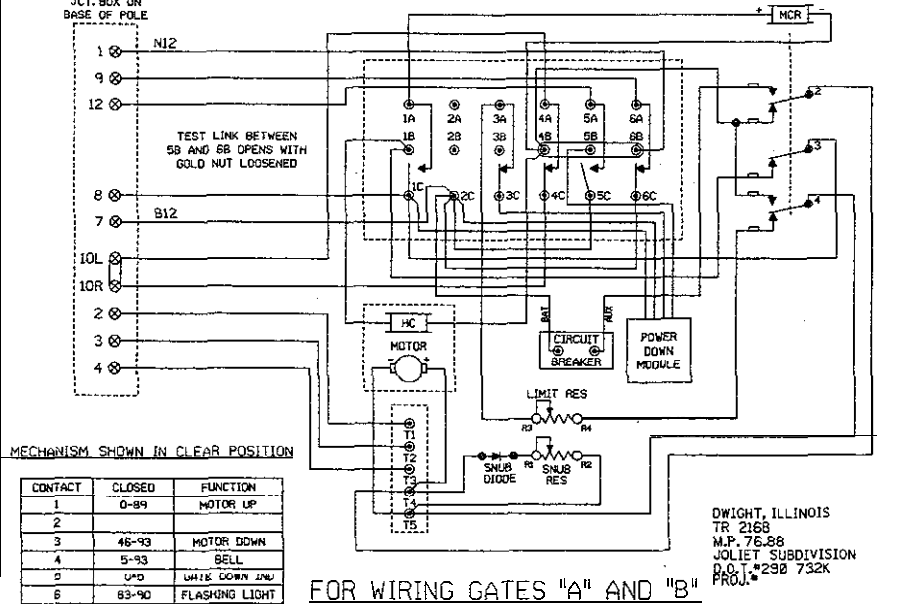 JCT. BOX ON
BASE OF POLE
1 N12
9
12
TEST LINK BETWEEN
5B AND 6B OPENS WITH
GOLD NUT LOOSENED
8
7 B12
10L
10R
2
3
4
+ MCR -
1A 2A 3A 4A 5A 6A
1B 2B 3B 4B 5B 6B
1C 2C 3C 4C 5C 6C
2
3
4
HC
MOTOR
- +
BAT AUX
CIRCUIT
BREAKER
POWER
DOWN
MODULE
LIMIT RES
R3 R4
T1
T2
T3
T4
T5
SNUB
DIODE
R1 SNUB R2
RES
MECHANISM SHOWN IN CLEAR POSITION
CONTACT CLOSED FUNCTION
1 0-89 MOTOR UP
2
3 46-93 MOTOR DOWN
4 5-93 BELL
GATE DOWN IND
6 83-90 FLASHING LIGHT
FOR WIRING GATES "A" AND "B"
DWIGHT, ILLINOIS
TR 2168
M.P. 76.88
JOLIET SUBDIVISION
D.O.T.#290 732K
PROJ.#